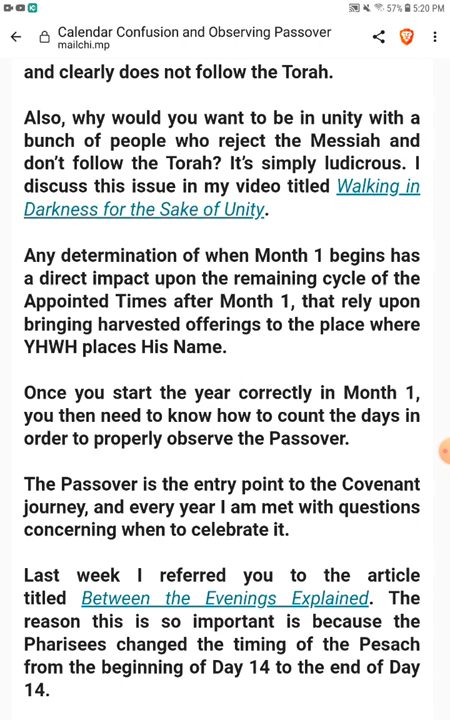 57% 5:20 PM
Calendar Confusion and Observing Passover
mailchi.mp
and clearly does not follow the Torah.
Also, why would you want to be in unity with a
bunch of people who reject the Messiah and
don't follow the Torah? It's simply ludicrous. I
discuss this issue in my video titled Walking in
Darkness for the Sake of Unity.
Any determination of when Month 1 begins has
a direct impact upon the remaining cycle of the
Appointed Times after Month 1, that rely upon
bringing harvested offerings to the place where
YHWH places His Name.
Once you start the year correctly in Month 1,
you then need to know how to count the days in
order to properly observe the Passover.
The Passover is the entry point to the Covenant
journey, and every year I am met with questions
concerning when to celebrate it.
Last week I referred you to the article
titled Between the Evenings Explained. The
reason this is so important is because the
Pharisees changed the timing of the Pesach
from the beginning of Day 14 to the end of Day
14.